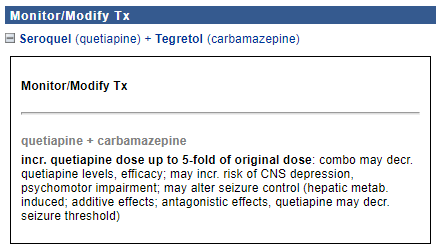 Monitor/Modify Tx
Seroquel (quetiapine) + Tegretol (carbamazepine)
Monitor/Modify Tx
quetiapine + carbamazepine
incr. quetiapine dose up to 5-fold of original dose: combo may decr.
quetiapine levels, efficacy; may incr. risk of CNS depression,
psychomotor impairment; may alter seizure control (hepatic metab.
induced; additive effects; antagonistic effects, quetiapine may decr.
seizure threshold)